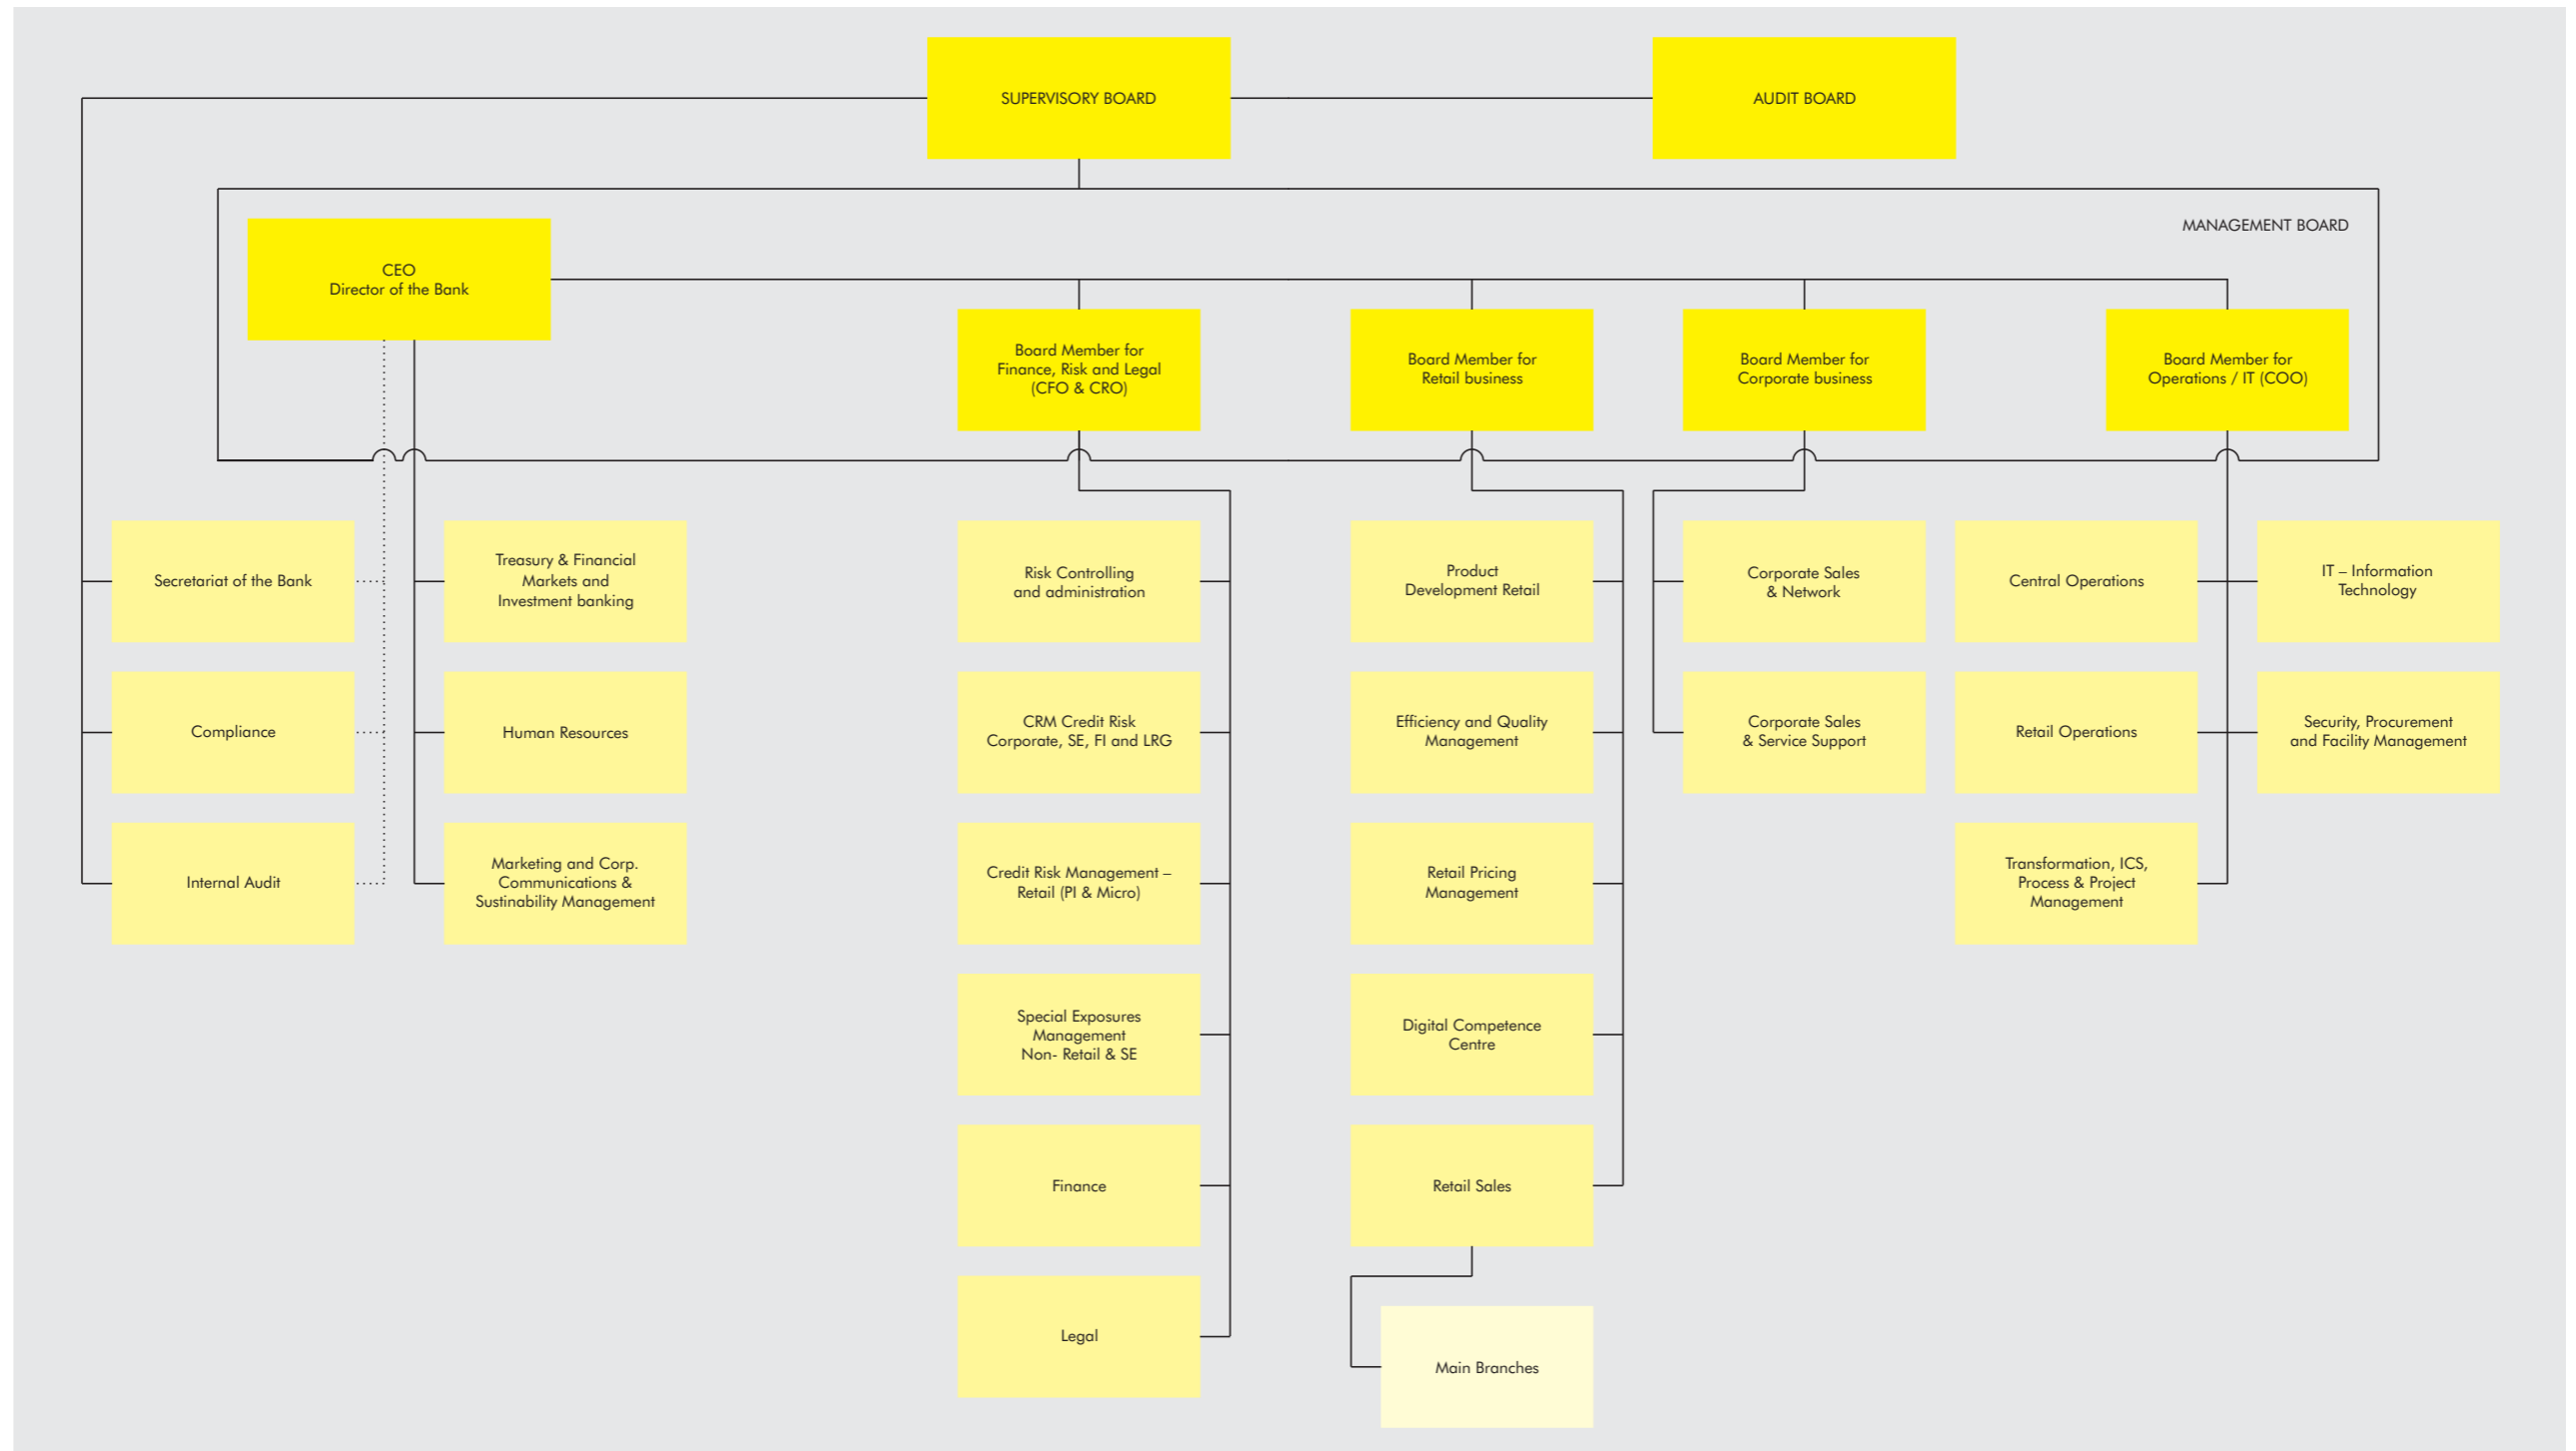 SUPERVISORY BOARD
AUDIT BOARD
MANAGEMENT BOARD
CEO
Director of the Bank
Board Member for
Finance, Risk and Legal
(CFO & CRO)
Board Member for
Retail business
Board Member for
Corporate business
Board Member for
Operations / IT (COO)
Secretariat of the Bank
Treasury & Financial
Markets and
Investment banking
Risk Controlling
and administration
Product
Development Retail
Corporate Sales
& Network
Central Operations
IT – Information
Technology
Compliance
Human Resources
CRM Credit Risk
Corporate, SE, FI and LRG
Efficiency and Quality
Management
Corporate Sales
& Service Support
Retail Operations
Security, Procurement
and Facility Management
Internal Audit
Marketing and Corp.
Communications &
Sustinability Management
Credit Risk Management –
Retail (PI & Micro)
Retail Pricing
Management
Transformation, ICS,
Process & Project
Management
Special Exposures
Management
Non- Retail & SE
Digital Competence
Centre
Finance
Retail Sales
Legal
Main Branches